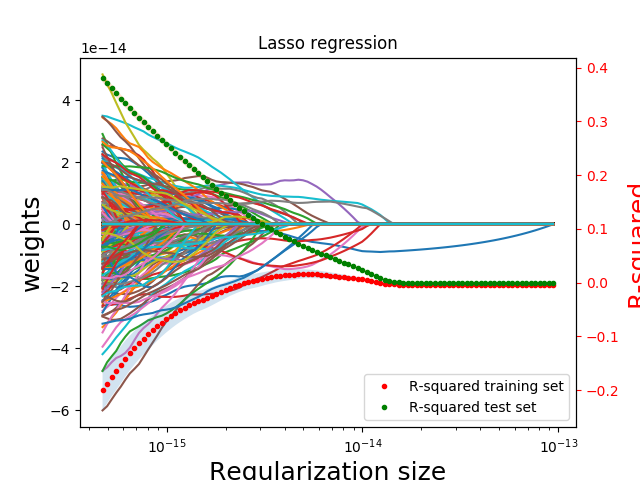 Lasso regression
1e−14
4
2
0
−2
−4
−6
weights
0.4
0.3
0.2
0.1
0.0
−0.1
−0.2
R-squared
R-squared training set
R-squared test set
10⁻¹⁵
10⁻¹⁴
10⁻¹³
Regularization size